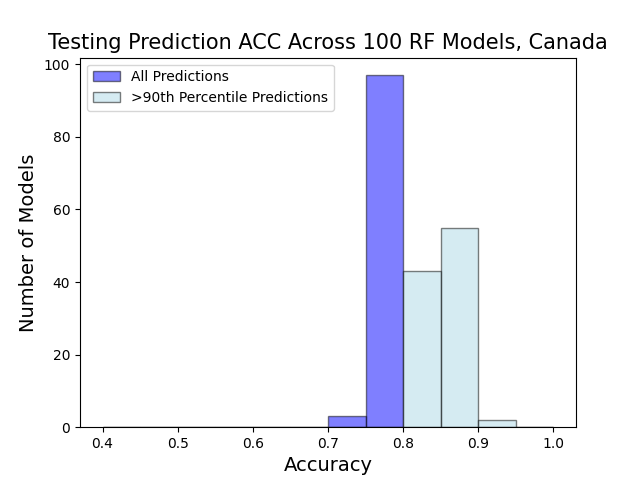 Testing Prediction ACC Across 100 RF Models, Canada
All Predictions
>90th Percentile Predictions
100
80
60
40
20
0
Number of Models
0.4 0.5 0.6 0.7 0.8 0.9 1.0
Accuracy